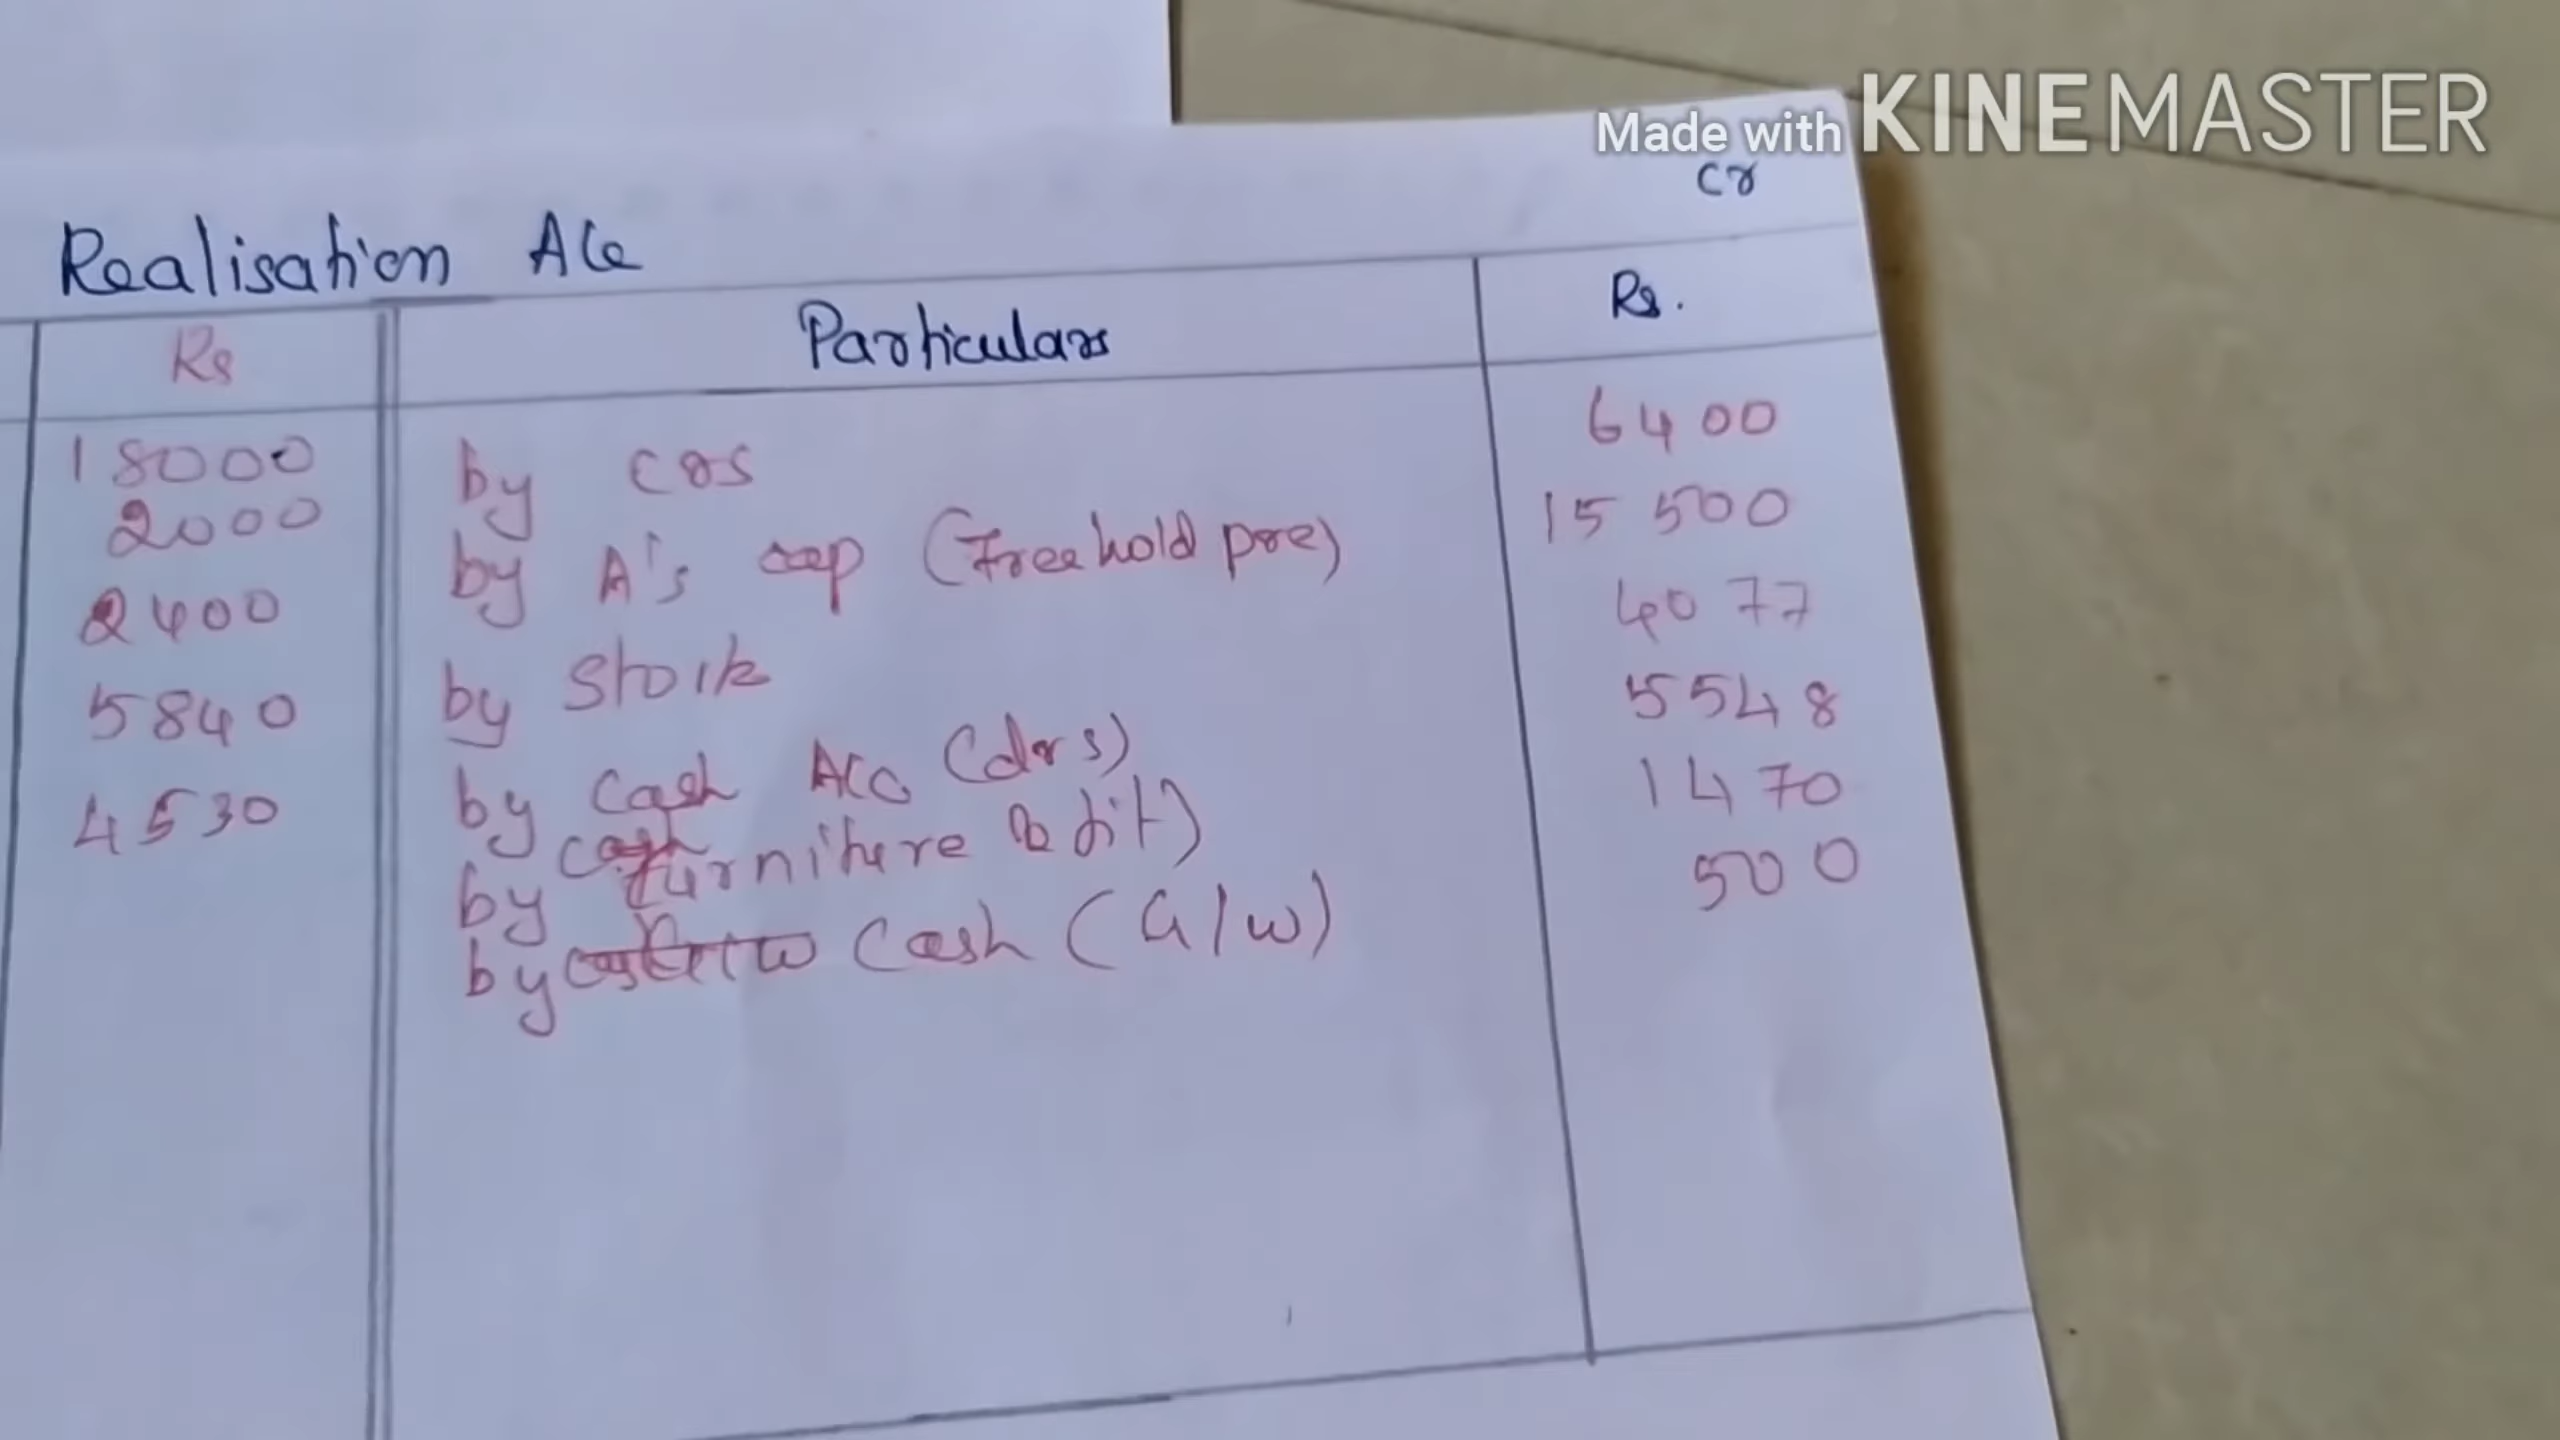 Made with KINEMASTER
Cr
Realisation A/c
Rs Particulars Rs.
18000 by crs 6400
2000 by A's cap (Freehold pre) 15500
2400 by Stock 4077
5840 by Cash A/c (drs) 5548
4530 by cash furniture & fit) 1470
by Cash (G/w) 500